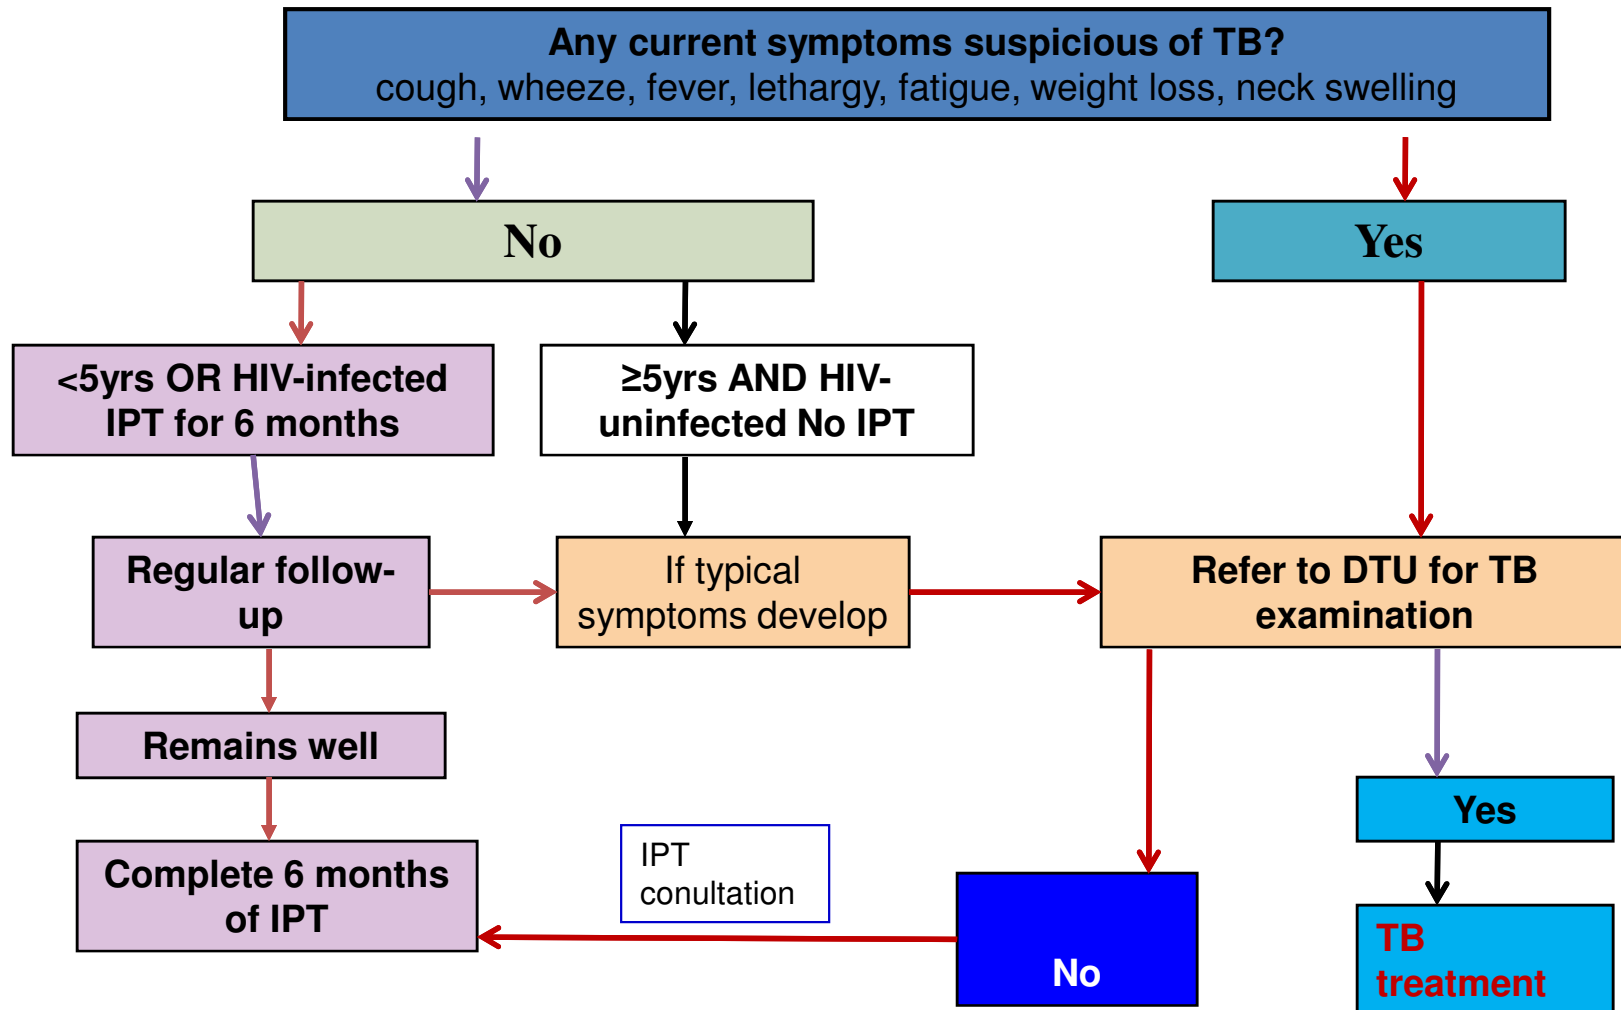 Any current symptoms suspicious of TB?
cough, wheeze, fever, lethargy, fatigue, weight loss, neck swelling
No
Yes
<5yrs OR HIV-infected
IPT for 6 months
≥5yrs AND HIV-
uninfected No IPT
Regular follow-
up
If typical
symptoms develop
Refer to DTU for TB
examination
Remains well
Yes
Complete 6 months
of IPT
IPT
conultation
No
TB
treatment